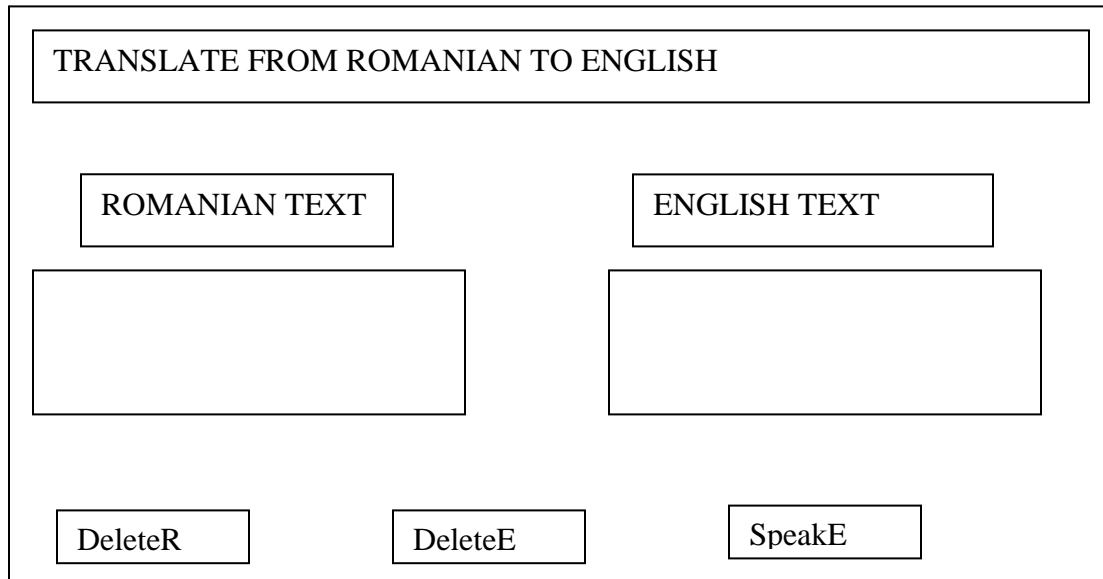 TRANSLATE FROM ROMANIAN TO ENGLISH
ROMANIAN TEXT
ENGLISH TEXT
DeleteR
DeleteE
SpeakE